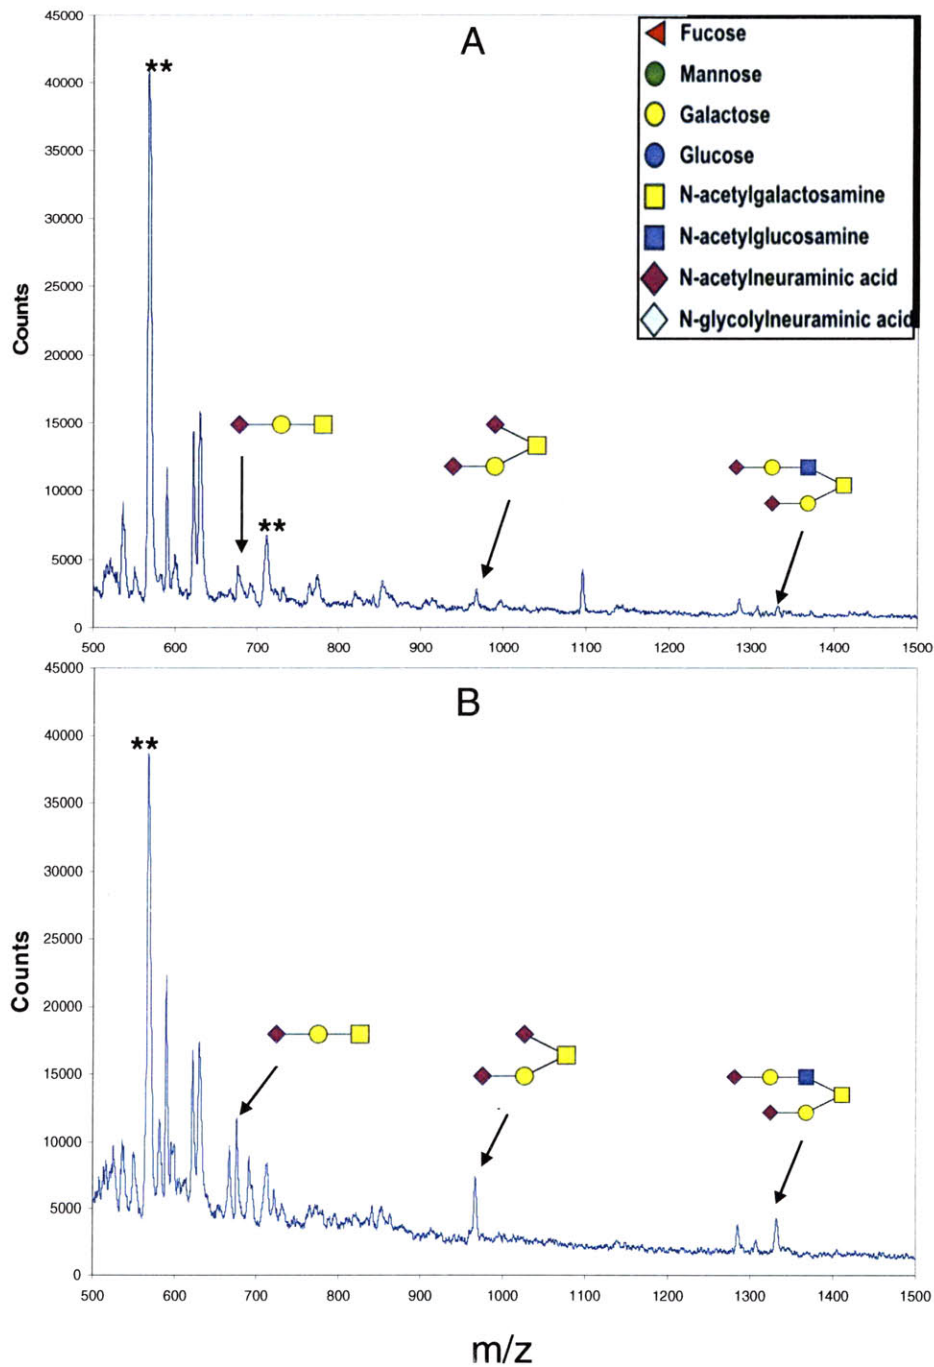 A
Fucose
Mannose
Galactose
Glucose
N-acetylgalactosamine
N-acetylglucosamine
N-acetylneuraminic acid
N-glycolylneuraminic acid
45000
40000
35000
30000
25000
20000
15000
10000
5000
0
Counts
**
**
500 600 700 800 900 1000 1100 1200 1300 1400 1500
B
45000
40000
35000
30000
25000
20000
15000
10000
5000
0
Counts
**
500 600 700 800 900 1000 1100 1200 1300 1400 1500
m/z